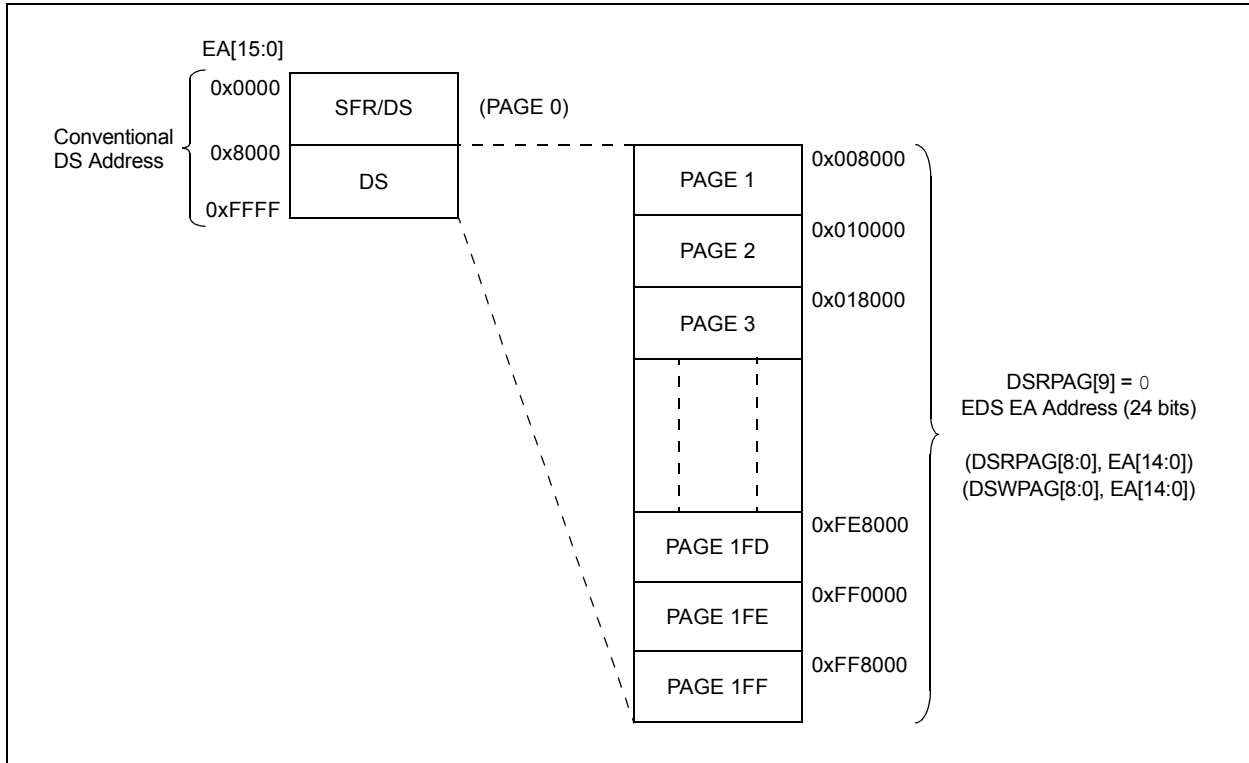 EA[15:0]
0x0000
SFR/DS
(PAGE 0)
Conventional
DS Address
0x8000
DS
0xFFFF
PAGE 1
0x008000
PAGE 2
0x010000
PAGE 3
0x018000
DSRPAG[9] = 0
EDS EA Address (24 bits)
(DSRPAG[8:0], EA[14:0])
(DSWPAG[8:0], EA[14:0])
PAGE 1FD
0xFE8000
PAGE 1FE
0xFF0000
PAGE 1FF
0xFF8000